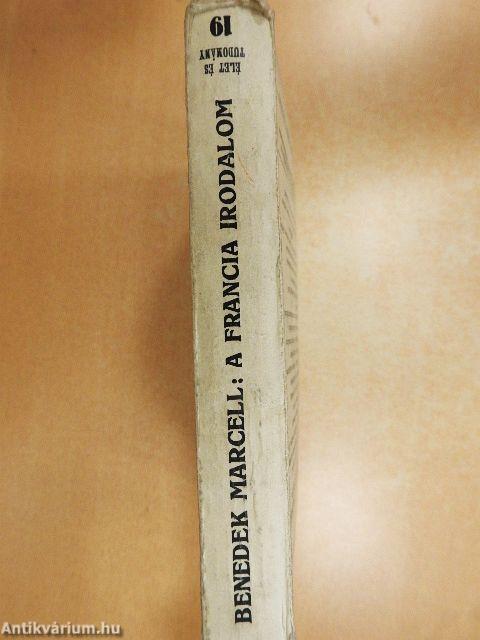 ÉLET ÉS
TUDOMÁNY
19
BENEDEK MARCELL: A FRANCIA IRODALOM
Antikvárium.hu